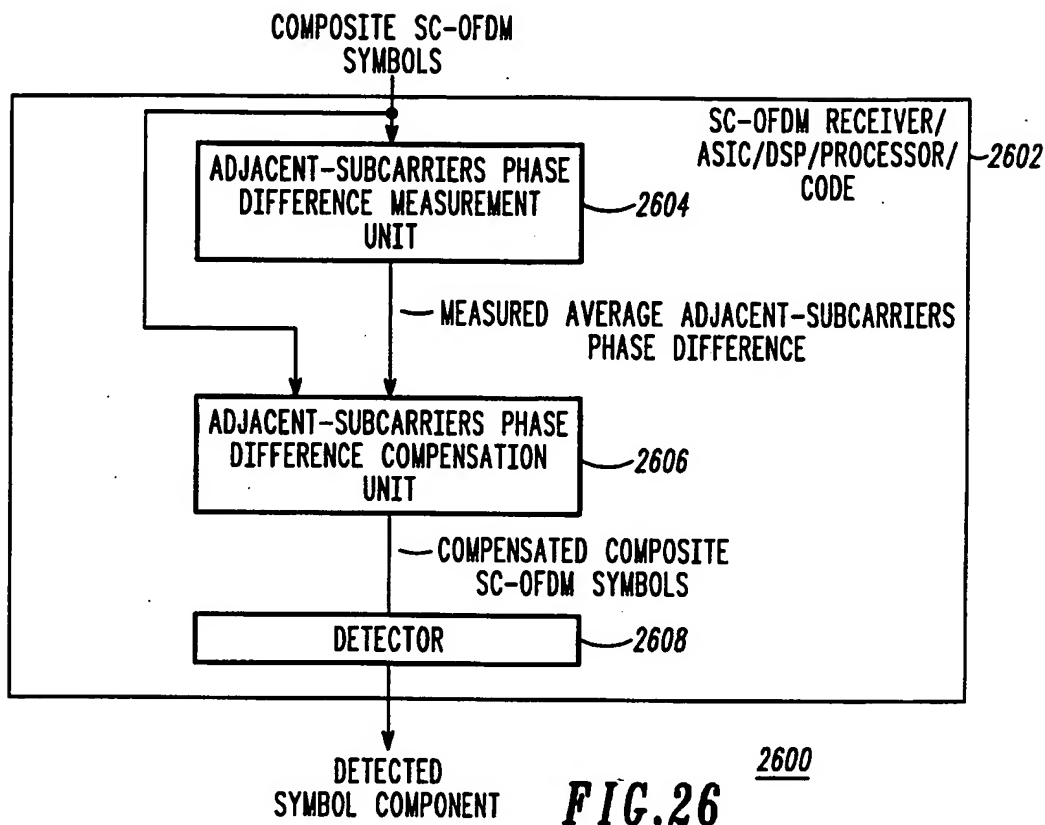 COMPOSITE SC-OFDM
SYMBOLS
SC-OFDM RECEIVER/
ASIC/DSP/PROCESSOR/
CODE
2602
ADJACENT-SUBCARRIERS PHASE
DIFFERENCE MEASUREMENT
UNIT
2604
MEASURED AVERAGE ADJACENT-SUBCARRIERS
PHASE DIFFERENCE
ADJACENT-SUBCARRIERS PHASE
DIFFERENCE COMPENSATION
UNIT
2606
COMPENSATED COMPOSITE
SC-OFDM SYMBOLS
DETECTOR
2608
DETECTED
SYMBOL COMPONENT
2600
FIG.26